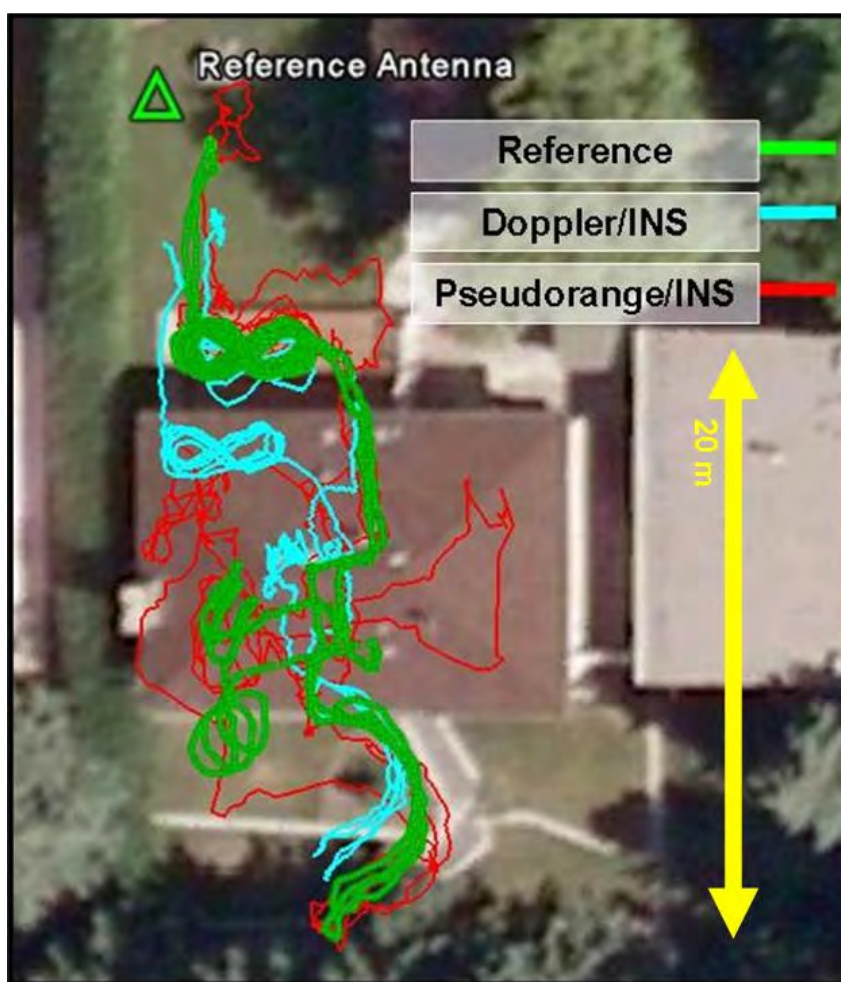 Reference Antenna
Reference
Doppler/INS
Pseudorange/INS
20 m